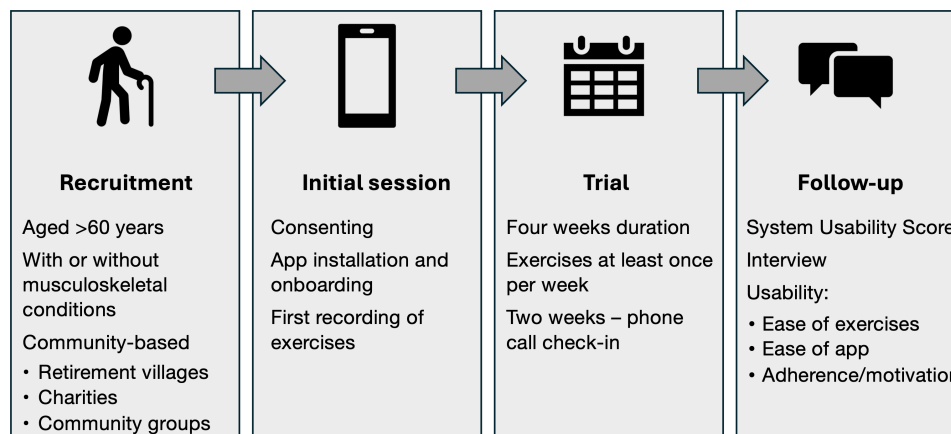 Recruitment
Aged >60 years
With or without
musculoskeletal
conditions
Community-based
• Retirement villages
• Charities
• Community groups
Initial session
Consenting
App installation and
onboarding
First recording of
exercises
Trial
Four weeks duration
Exercises at least once
per week
Two weeks – phone
call check-in
Follow-up
System Usability Score
Interview
Usability:
• Ease of exercises
• Ease of app
• Adherence/motivatio